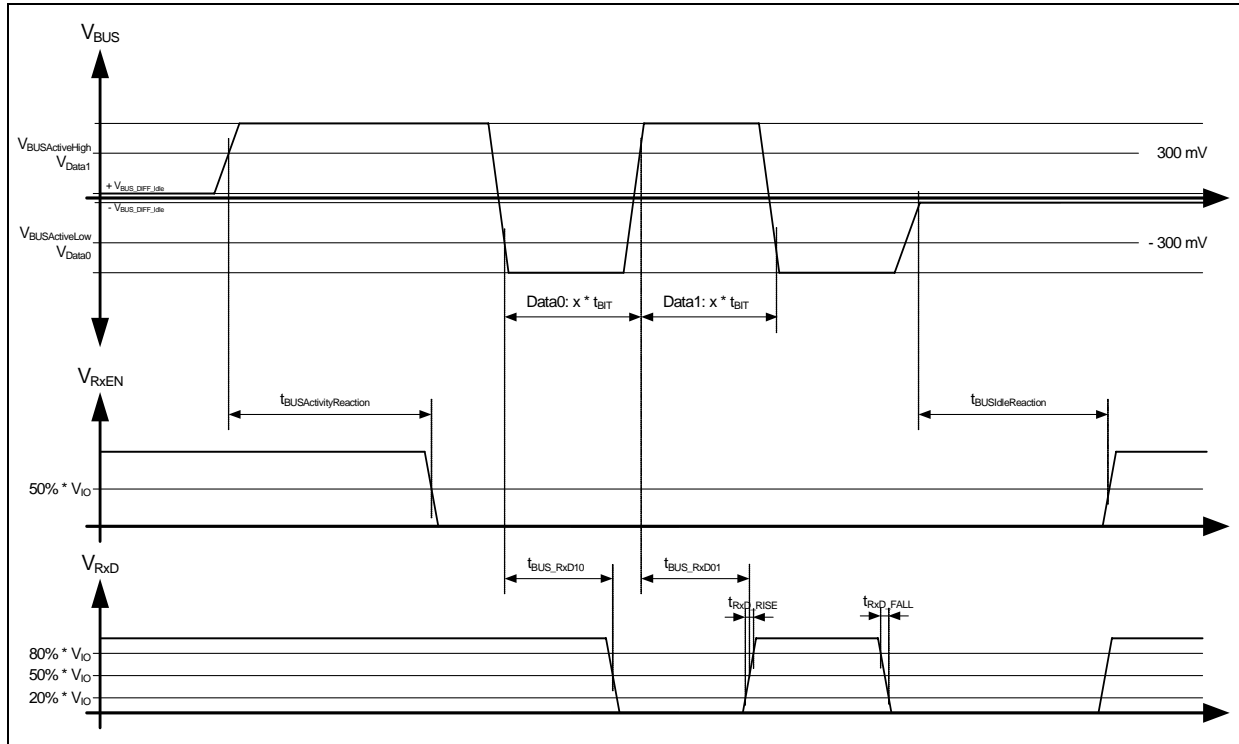 VBUS
VBUSActiveHigh
VData1
300 mV
+ VBUS_DIFF_Idle
- VBUS_DIFF_Idle
VBUSActiveLow
VData0
- 300 mV
Data0: x * tBIT
Data1: x * tBIT
VRxEN
tBUSActivityReaction
tBUSIdleReaction
50% * VIO
VRxD
tBUS_RxD10
tBUS_RxD01
tRxD_RISE
tRxD_FALL
80% * VIO
50% * VIO
20% * VIO